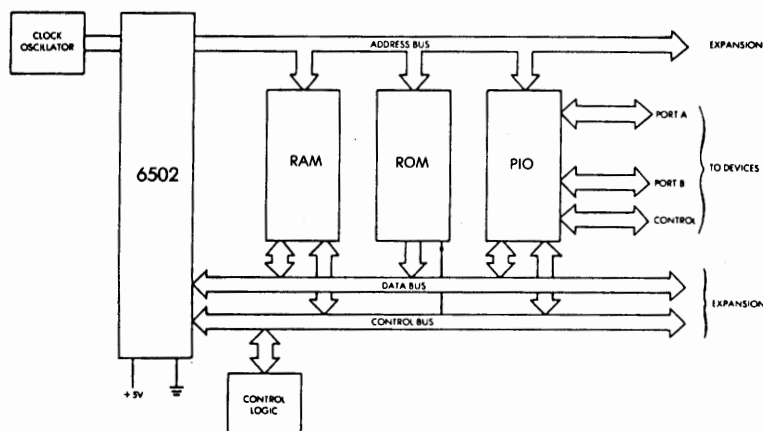 CLOCK
OSCILLATOR
ADDRESS BUS
EXPANSION
6502
RAM
ROM
PIO
PORT A
TO DEVICES
PORT B
CONTROL
DATA BUS
EXPANSION
CONTROL BUS
+5V
CONTROL
LOGIC